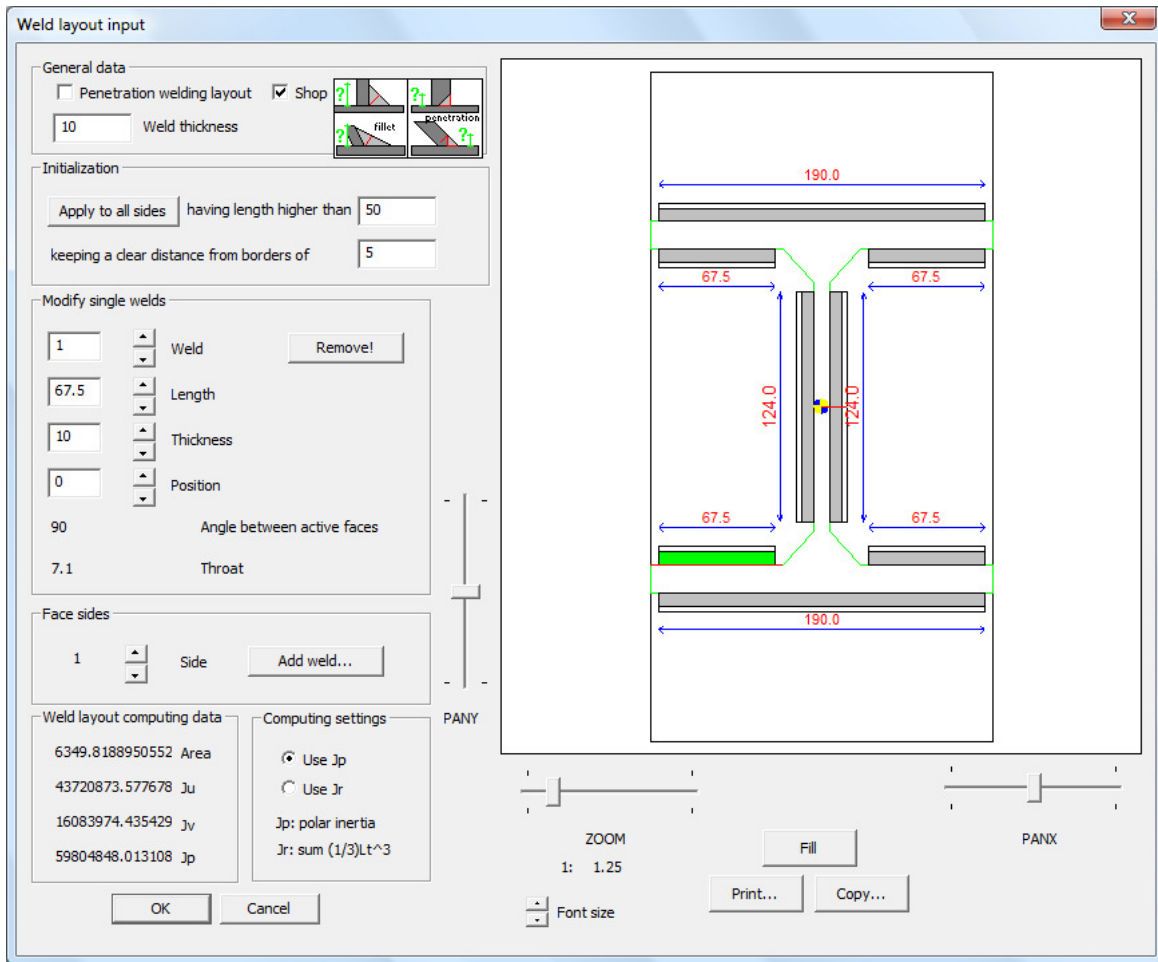 Weld layout input
General data
Penetration welding layout
Shop
10 Weld thickness
? ?
fillet penetration
? ?
Initialization
Apply to all sides having length higher than 50
keeping a clear distance from borders of 5
Modify single welds
1 Weld Remove!
67.5 Length
10 Thickness
0 Position
90 Angle between active faces
7.1 Throat
Face sides
1 Side Add weld...
Weld layout computing data
6349.8188950552 Area
43720873.577678 Ju
16083974.435429 Jv
59804848.013108 Jp
Computing settings
Use Jp
Use Jr
Jp: polar inertia
Jr: sum (1/3)Lt^3
OK Cancel
PANY
190.0
67.5 67.5
124.0 124.0
67.5 67.5
190.0
ZOOM
1: 1.25
Font size
Fill
Print... Copy...
PANX